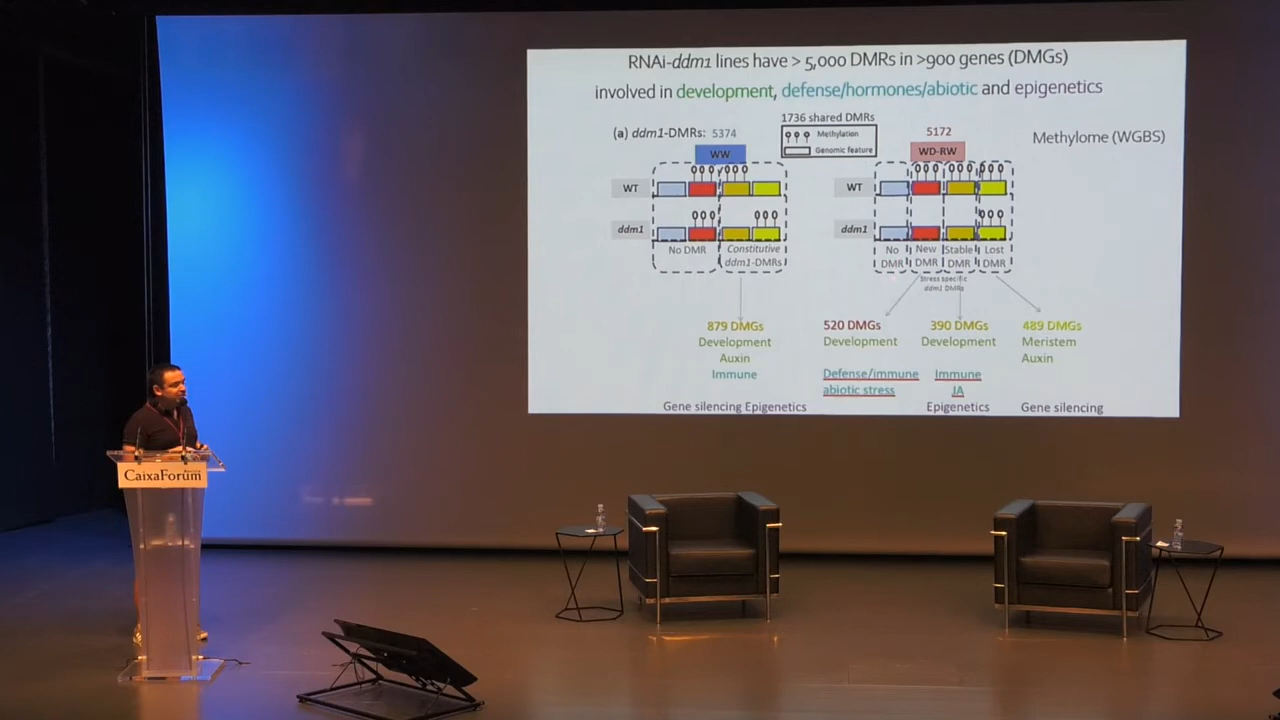 RNAi-ddm1 lines have > 5,000 DMRs in >900 genes (DMGs)
involved in development, defense/hormones/abiotic and epigenetics
1736 shared DMRs
Methylation
Genomic feature
(a) ddm1-DMRs: 5374
WW
5172
WD-RW
Methylome (WGBS)
WT
ddm1
No DMR
Constitutive
ddm1-DMRs
WT
ddm1
No
DMR
New
DMR
Stable
DMR
Lost
DMR
Stress specific
ddm1 DMRs
879 DMGs
Development
Auxin
Immune
Gene silencing Epigenetics
520 DMGs
Development
Defense/immune
abiotic stress
390 DMGs
Development
Immune
JA
Epigenetics
489 DMGs
Meristem
Auxin
Gene silencing
CaixaForum